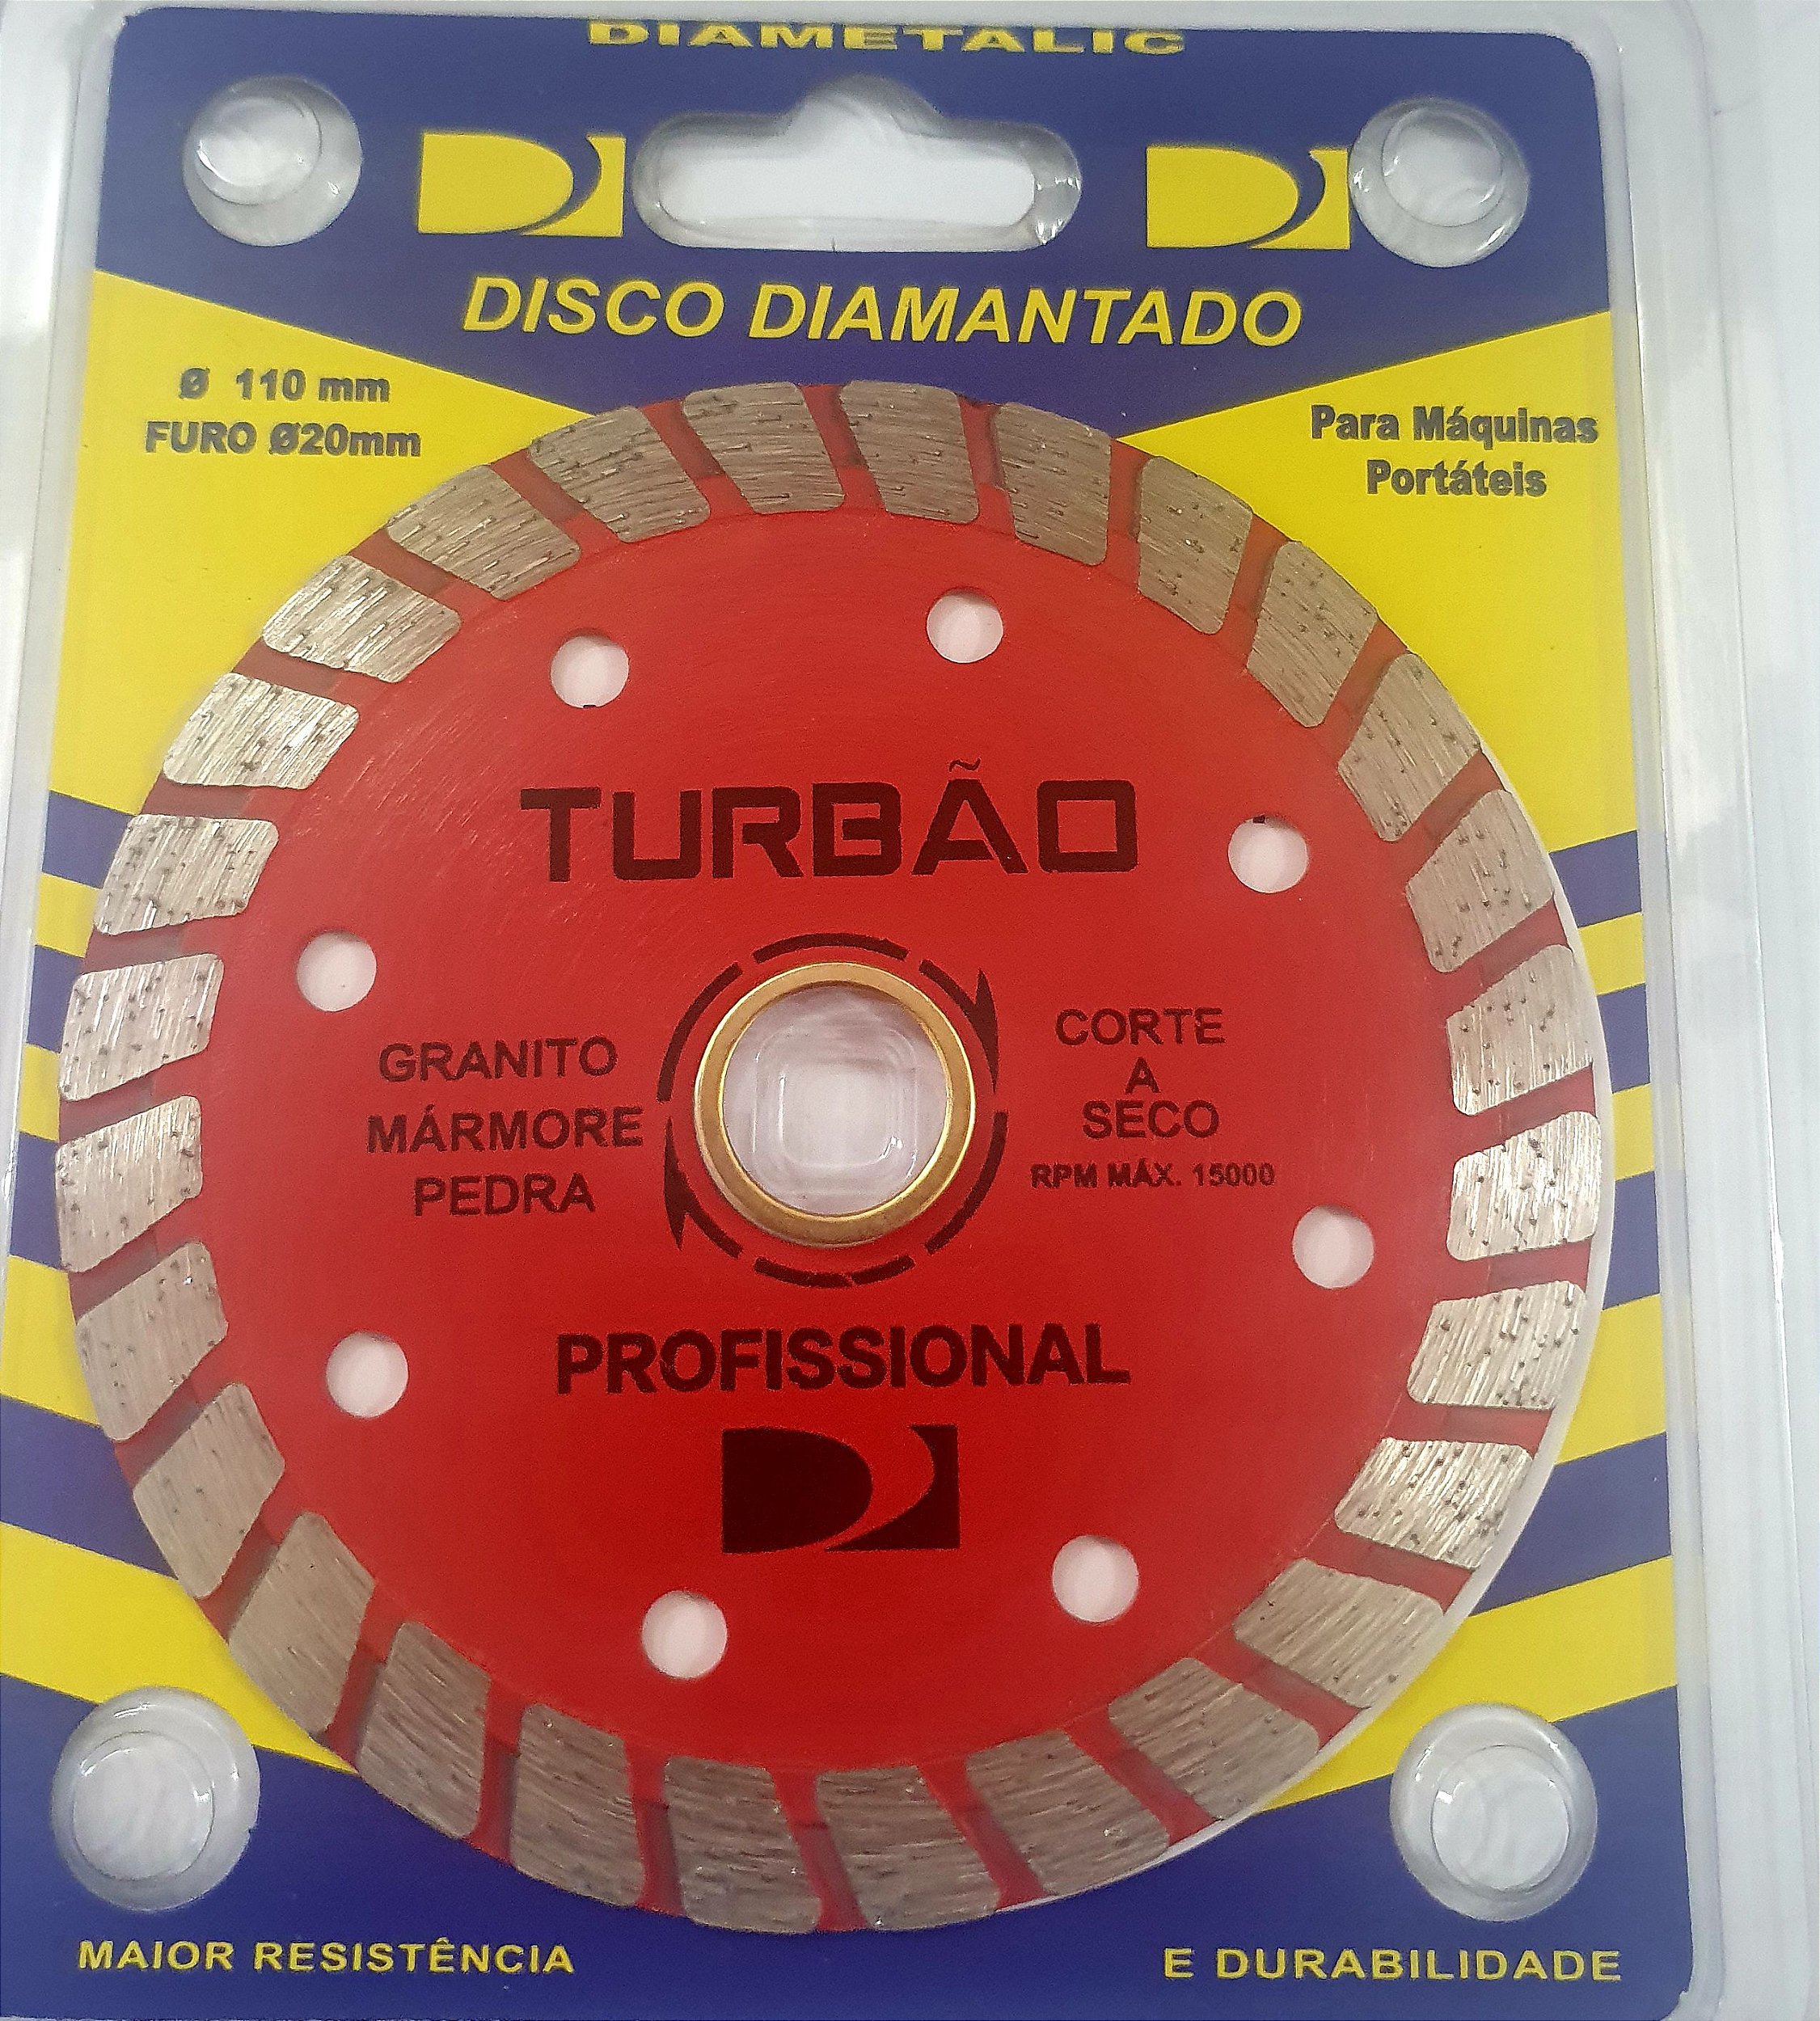 DIAMETALIC
DISCO DIAMANTADO
Ø 110 mm
FURO Ø20mm
Para Máquinas
Portáteis
TURBÃO
GRANITO
MÁRMORE
PEDRA
CORTE
A
SECO
RPM MÁX. 15000
PROFISSIONAL
MAIOR RESISTÊNCIA
E DURABILIDADE